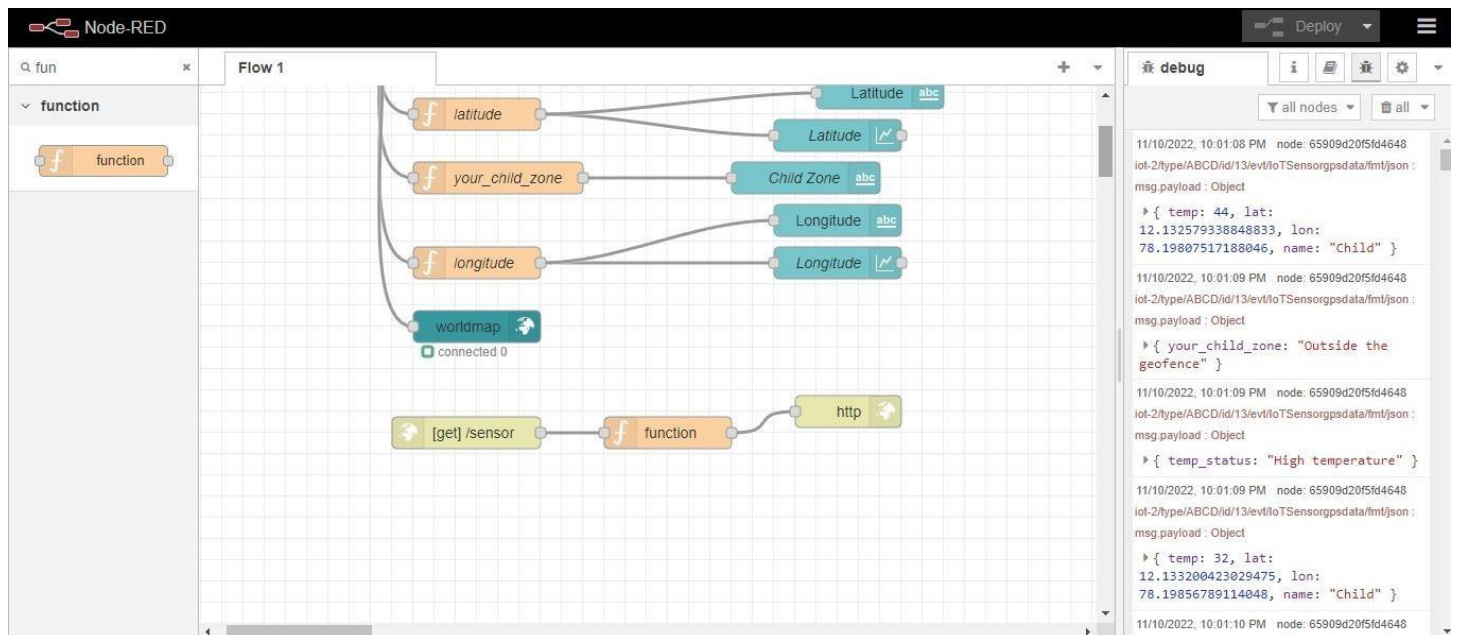 Node-RED
Deploy
fun
Flow 1
debug
i
function
function
all nodes
all
latitude
Latitude abc
Latitude
your_child_zone
Child Zone abc
Longitude abc
longitude
Longitude
worldmap
connected 0
[get] /sensor
function
http
11/10/2022, 10:01:08 PM node: 65909d20f5fd4648
iot-2/type/ABCD/id/13/evt/IoTSensorgpsdata/fmt/json :
msg.payload : Object
{ temp: 44, lat:
12.132579338848833, lon:
78.19807517188046, name: "Child" }
11/10/2022, 10:01:09 PM node: 65909d20f5fd4648
iot-2/type/ABCD/id/13/evt/IoTSensorgpsdata/fmt/json :
msg.payload : Object
{ your_child_zone: "Outside the
geofence" }
11/10/2022, 10:01:09 PM node: 65909d20f5fd4648
iot-2/type/ABCD/id/13/evt/IoTSensorgpsdata/fmt/json :
msg.payload : Object
{ temp_status: "High temperature" }
11/10/2022, 10:01:09 PM node: 65909d20f5fd4648
iot-2/type/ABCD/id/13/evt/IoTSensorgpsdata/fmt/json :
msg.payload : Object
{ temp: 32, lat:
12.133200423029475, lon:
78.19856789114048, name: "Child" }
11/10/2022, 10:01:10 PM node: 65909d20f5fd4648